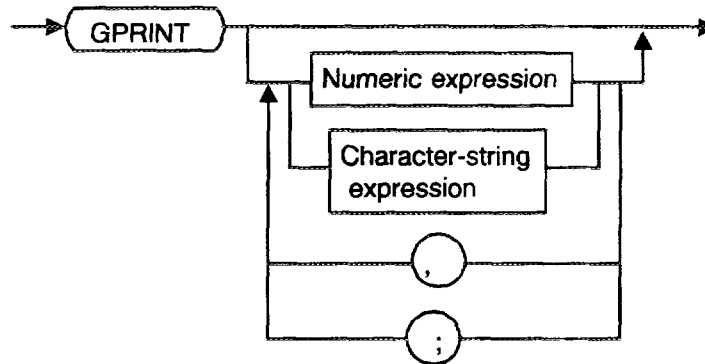 GPRINT
Numeric expression
Character-string
expression
,
;